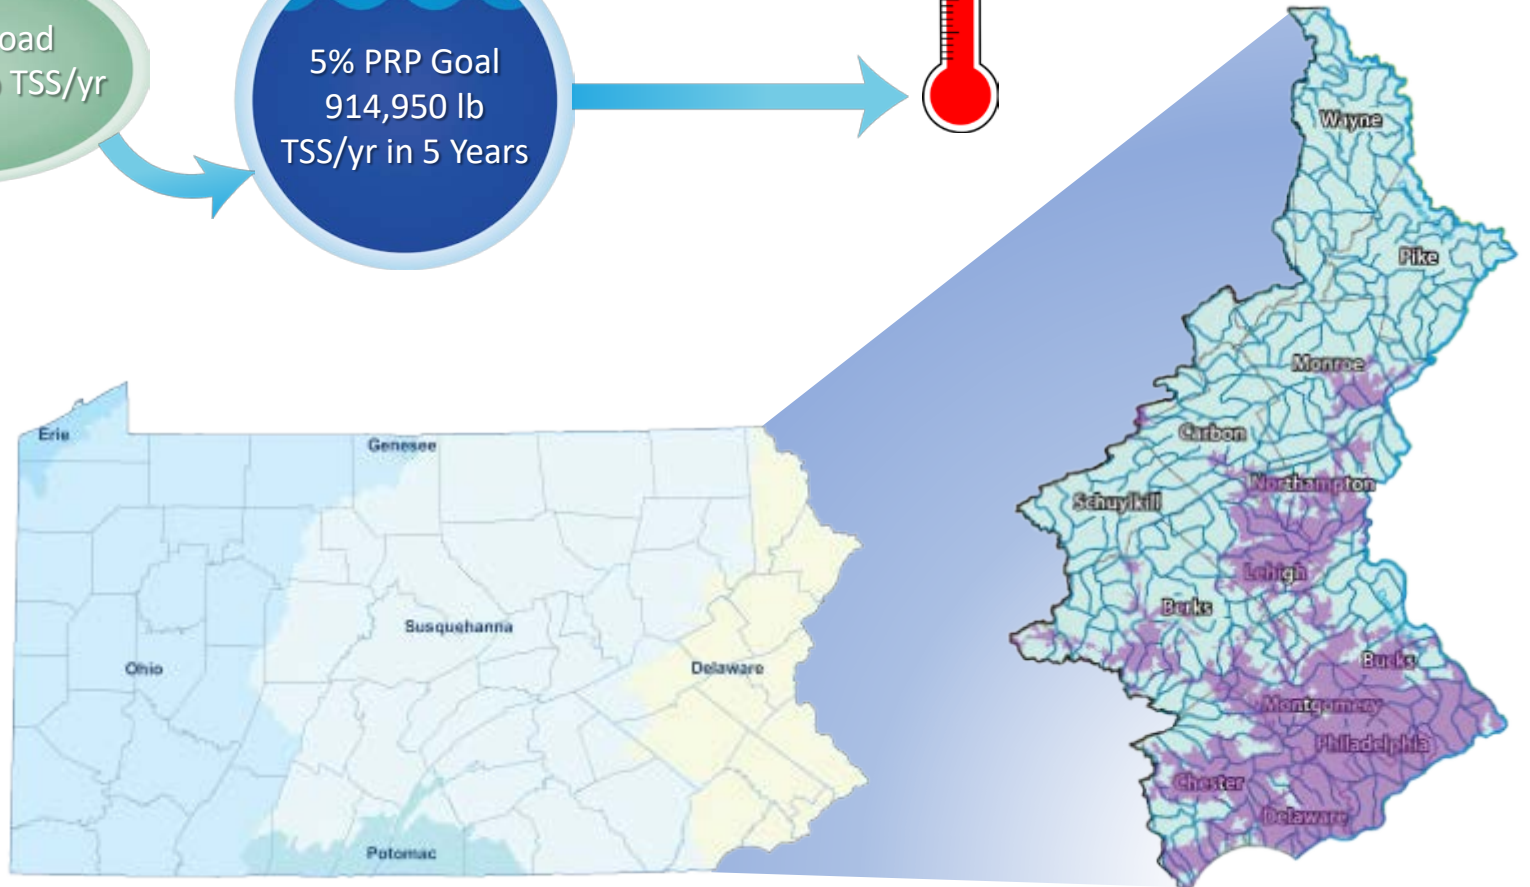 oad
TSS/yr
5% PRP Goal
914,950 lb
TSS/yr in 5 Years
Wayne
Pike
Monroe
Carbon
Northampton
Schuylkill
Lehigh
Berks
Bucks
Montgomery
Philadelphia
Chester
Delaware
Erie
Genesee
Susquehanna
Ohio
Delaware
Potomac